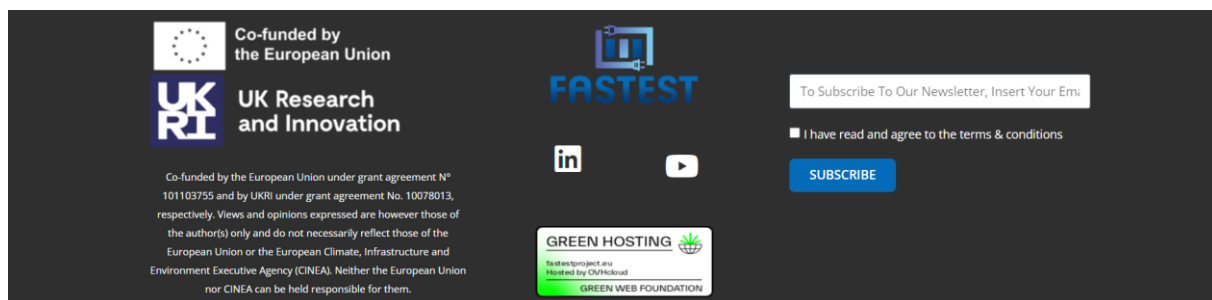 Co-funded by
the European Union
UK
RI
UK Research
and Innovation
Co-funded by the European Union under grant agreement N°
101103755 and by UKRI under grant agreement No. 10078013,
respectively. Views and opinions expressed are however those of
the author(s) only and do not necessarily reflect those of the
European Union or the European Climate, Infrastructure and
Environment Executive Agency (CINEA). Neither the European Union
nor CINEA can be held responsible for them.
FASTEST
in
GREEN HOSTING
fastestproject.eu
Hosted by OVHcloud
GREEN WEB FOUNDATION
To Subscribe To Our Newsletter, Insert Your Ema
I have read and agree to the terms & conditions
SUBSCRIBE